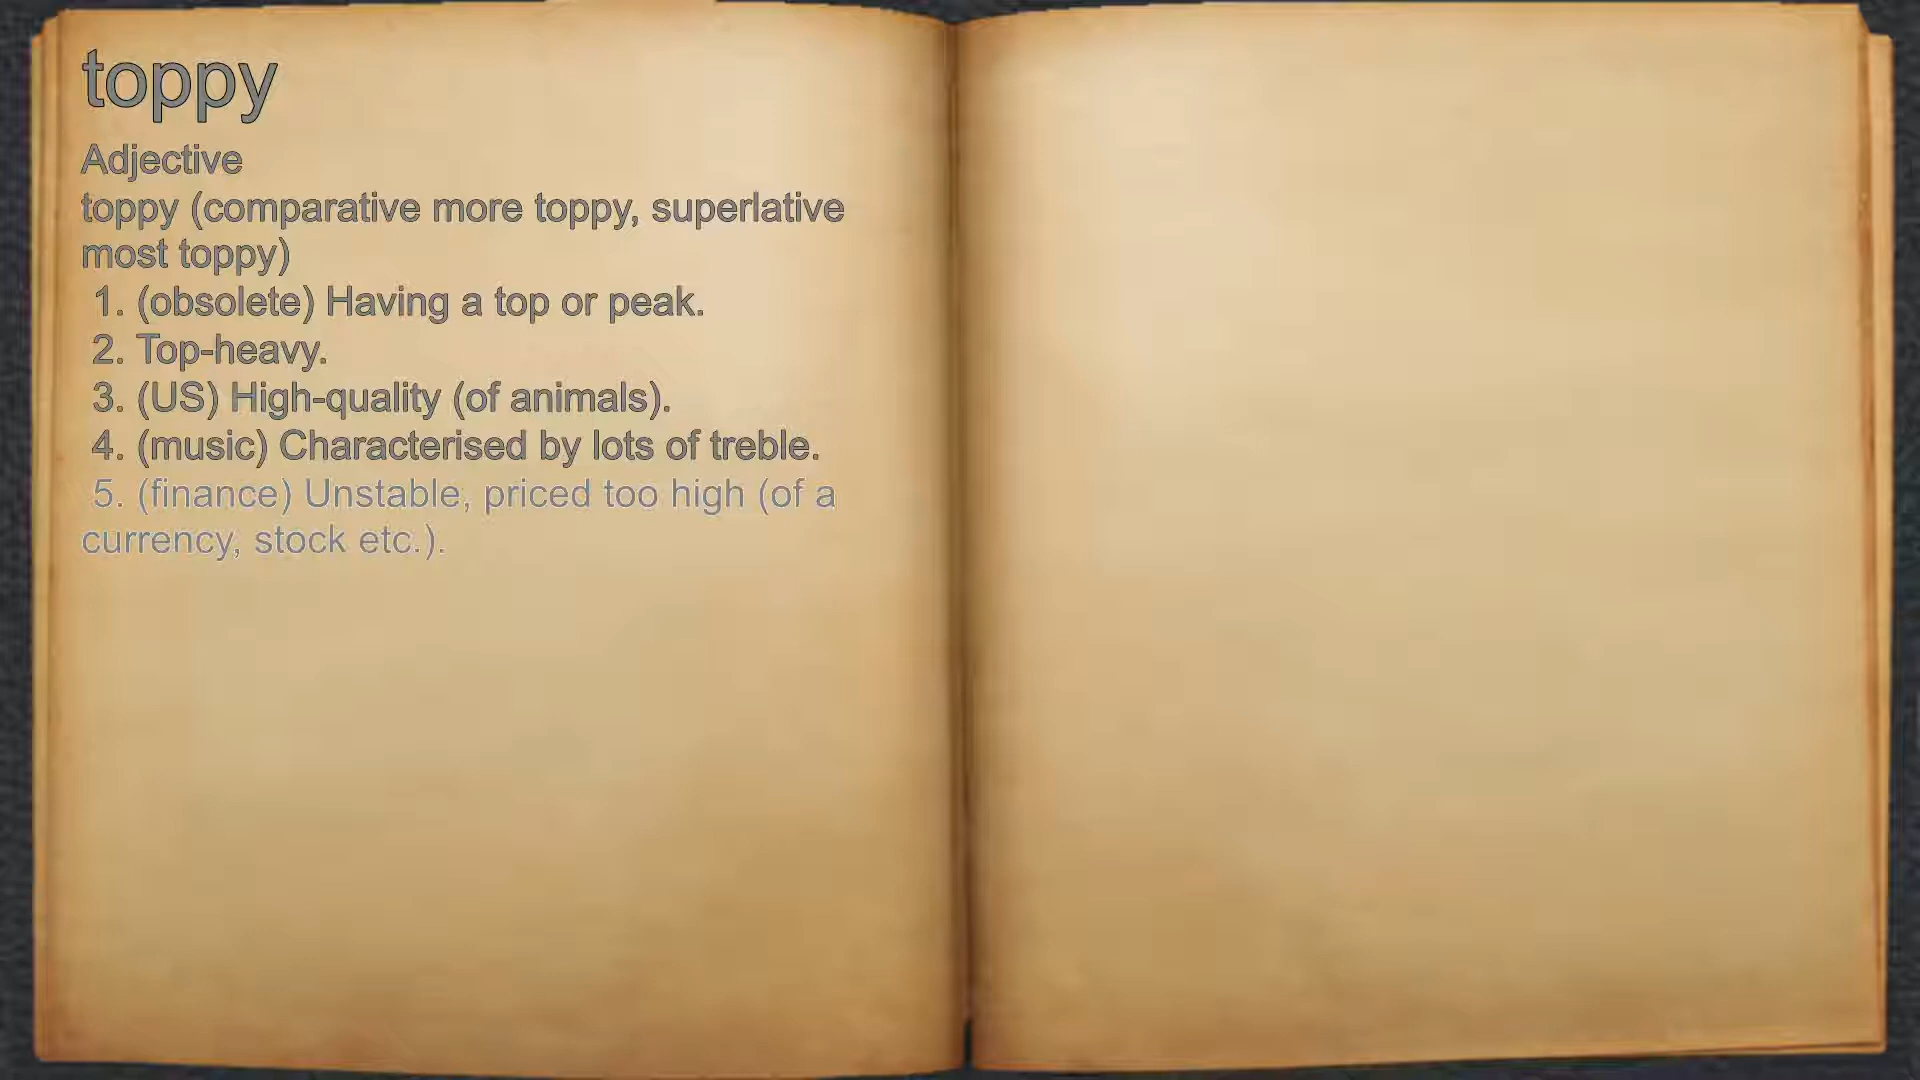 toppy
Adjective
toppy (comparative more toppy, superlative
most toppy)
1. (obsolete) Having a top or peak.
2. Top-heavy.
3. (US) High-quality (of animals).
4. (music) Characterised by lots of treble.
5. (finance) Unstable, priced too high (of a
currency, stock etc.).